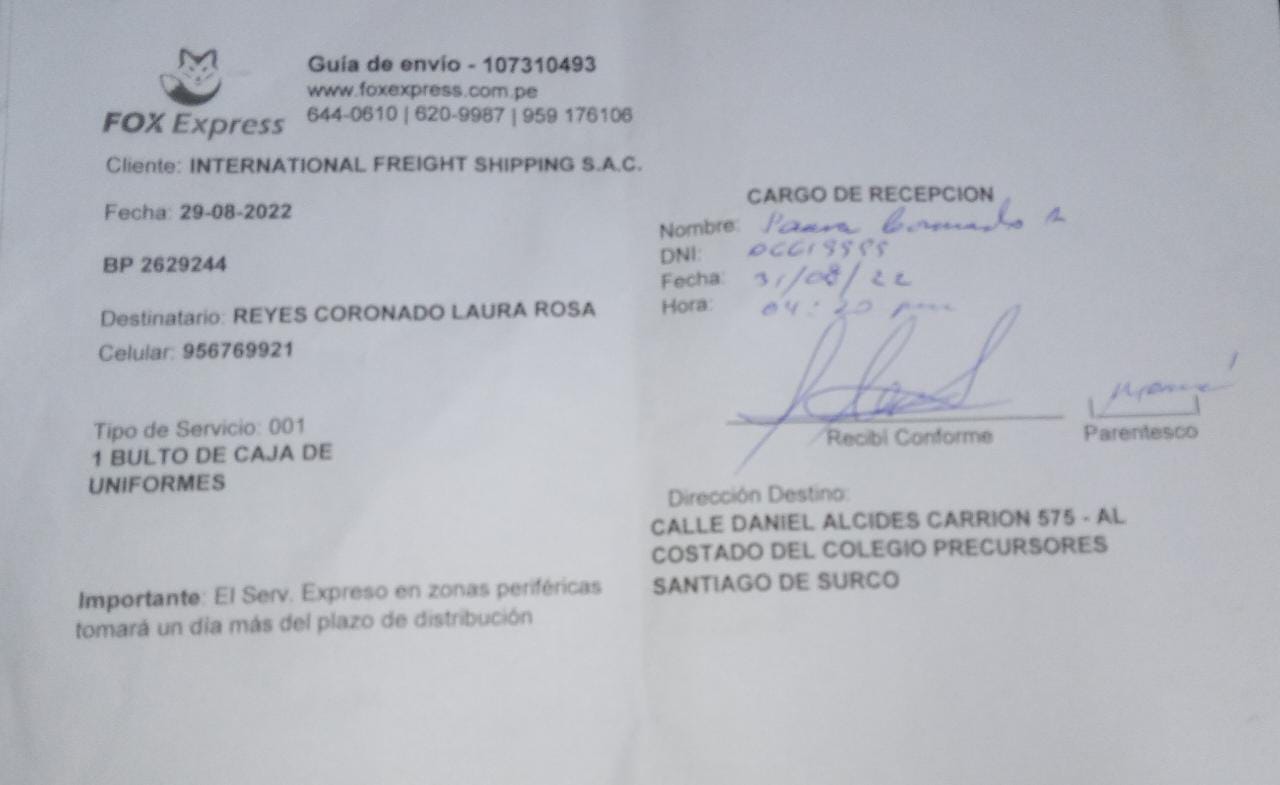 FOX Express
Guía de envío - 107310493
www.foxexpress.com.pe
644-0610 | 620-9987 | 959 176106
Cliente: INTERNATIONAL FREIGHT SHIPPING S.A.C.
Fecha: 29-08-2022
BP 2629244
Destinatario: REYES CORONADO LAURA ROSA
Celular: 956769921
Tipo de Servicio: 001
1 BULTO DE CAJA DE
UNIFORMES
Importante: El Serv. Expreso en zonas periféricas
tomará un día más del plazo de distribución
CARGO DE RECEPCION
Nombre: Coronado
DNI:
Fecha: 31/08/22
Hora: 04:20 pm
Recibí Conforme
Parentesco
Dirección Destino:
CALLE DANIEL ALCIDES CARRION 575 - AL
COSTADO DEL COLEGIO PRECURSORES
SANTIAGO DE SURCO